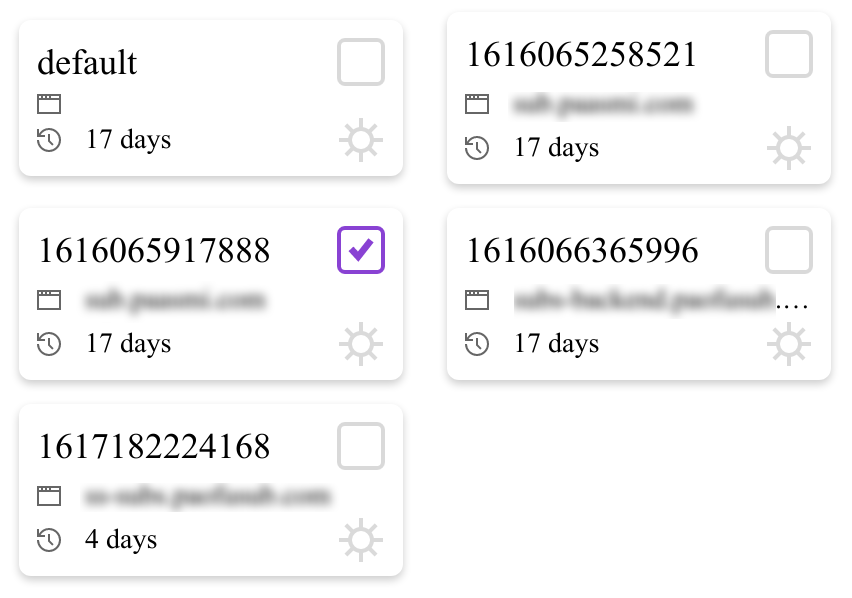 default
17 days
1616065258521
17 days
1616065917888
17 days
1616066365996
....
17 days
1617182224168
4 days